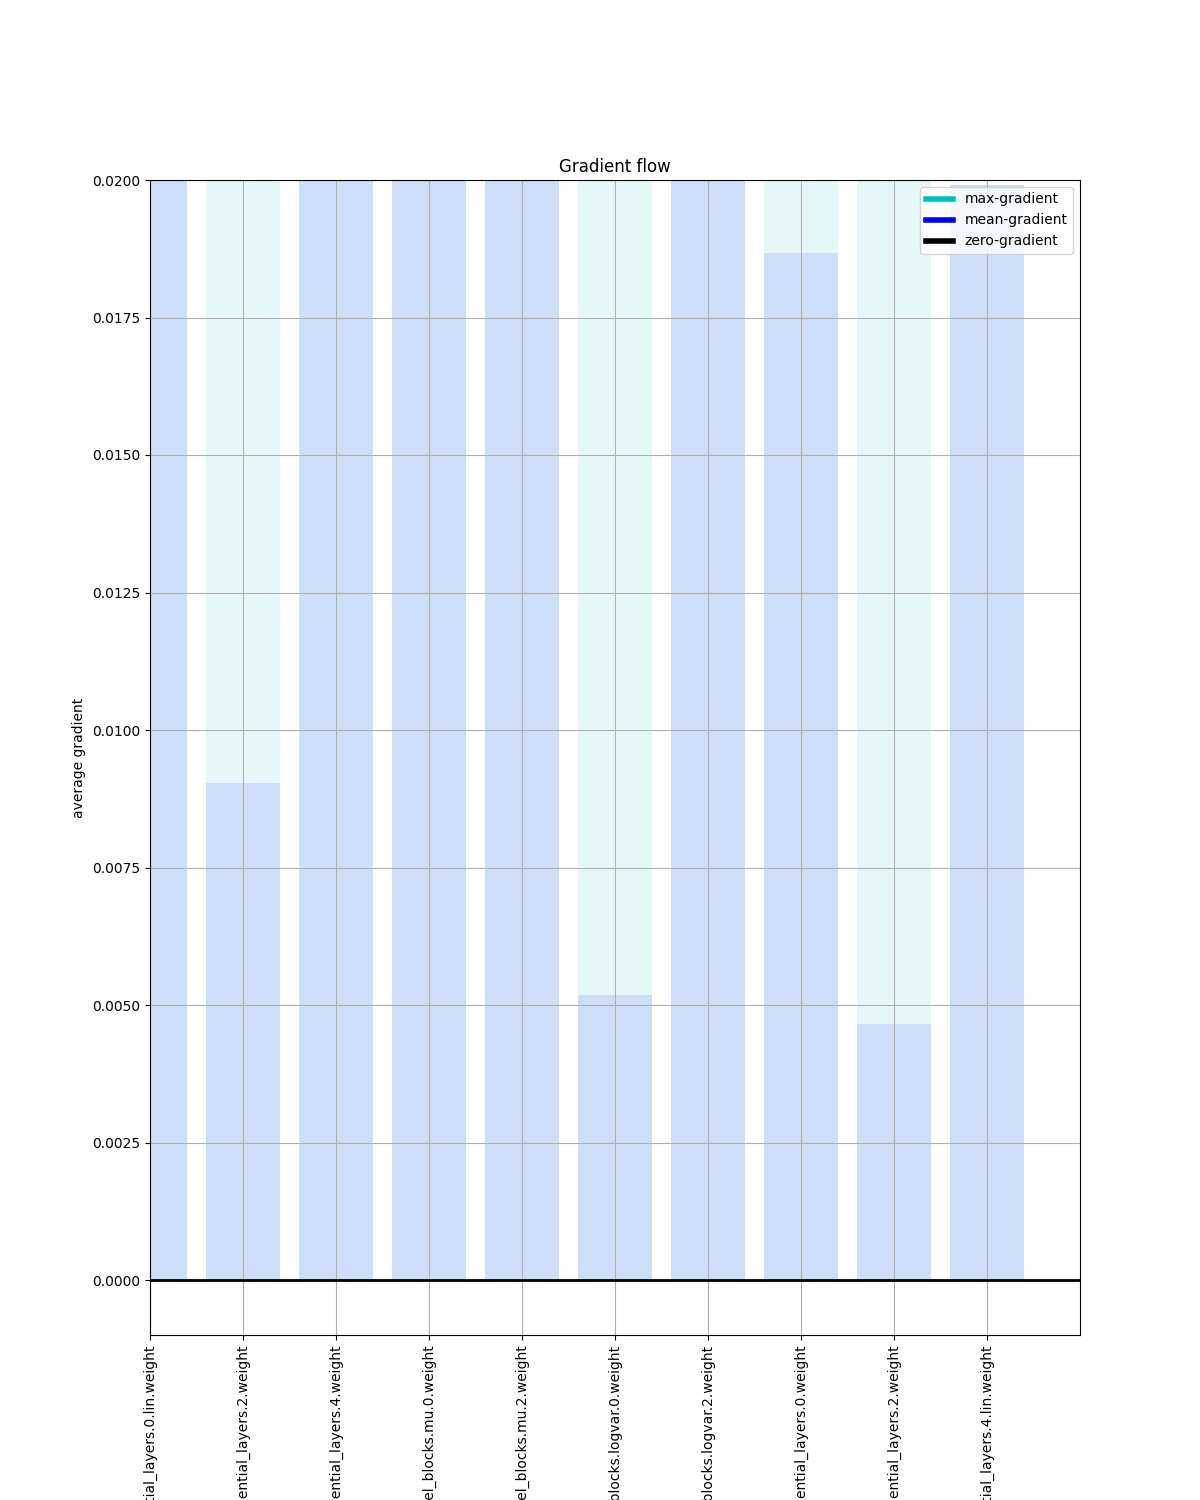 Gradient flow
0.0200
0.0175
0.0150
0.0125
0.0100
0.0075
0.0050
0.0025
0.0000
average gradient
max-gradient
mean-gradient
zero-gradient
tial_layers.0.lin.weight
ential_layers.2.weight
ential_layers.4.weight
el_blocks.mu.0.weight
el_blocks.mu.2.weight
blocks.logvar.0.weight
blocks.logvar.2.weight
ential_layers.0.weight
ential_layers.2.weight
tial_layers.4.lin.weight